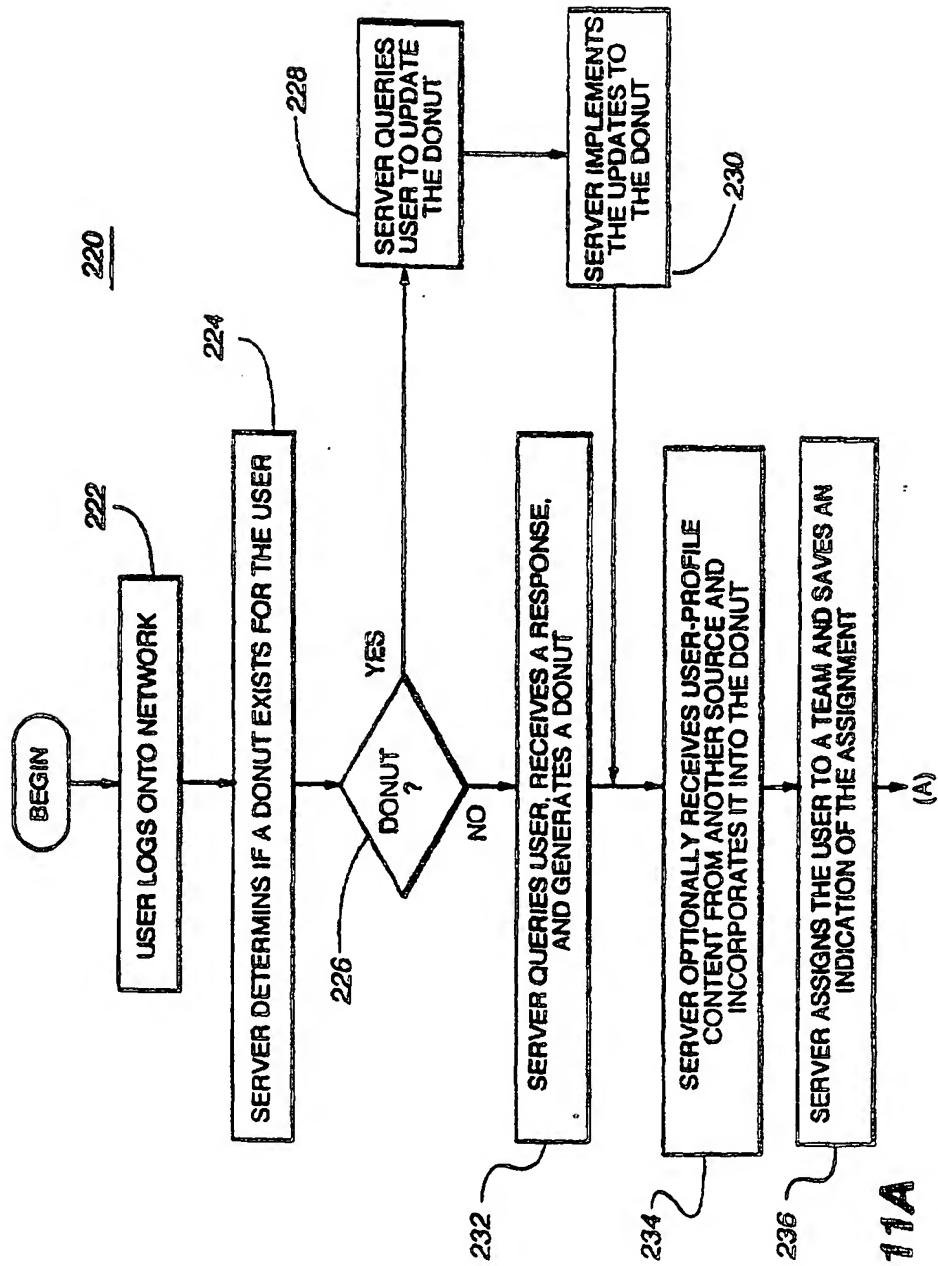 220
BEGIN
222
USER LOGS ONTO NETWORK
224
SERVER DETERMINS IF A DONUT EXISTS FOR THE USER
226
DONUT
?
YES
NO
228
SERVER QUERIES
USER TO UPDATE
THE DONUT
SERVER IMPLEMENTS
THE UPDATES TO
THE DONUT
230
232
SERVER QUERIES USER, RECEIVES A RESPONSE,
AND GENERATES A DONUT
234
SERVER OPTIONALLY RECEIVES USER-PROFILE
CONTENT FROM ANOTHER SOURCE AND
INCORPORATES IT INTO THE DONUT
236
SERVER ASSIGNS THE USER TO A TEAM AND SAVES AN
INDICATION OF THE ASSIGNMENT
(A)
11A